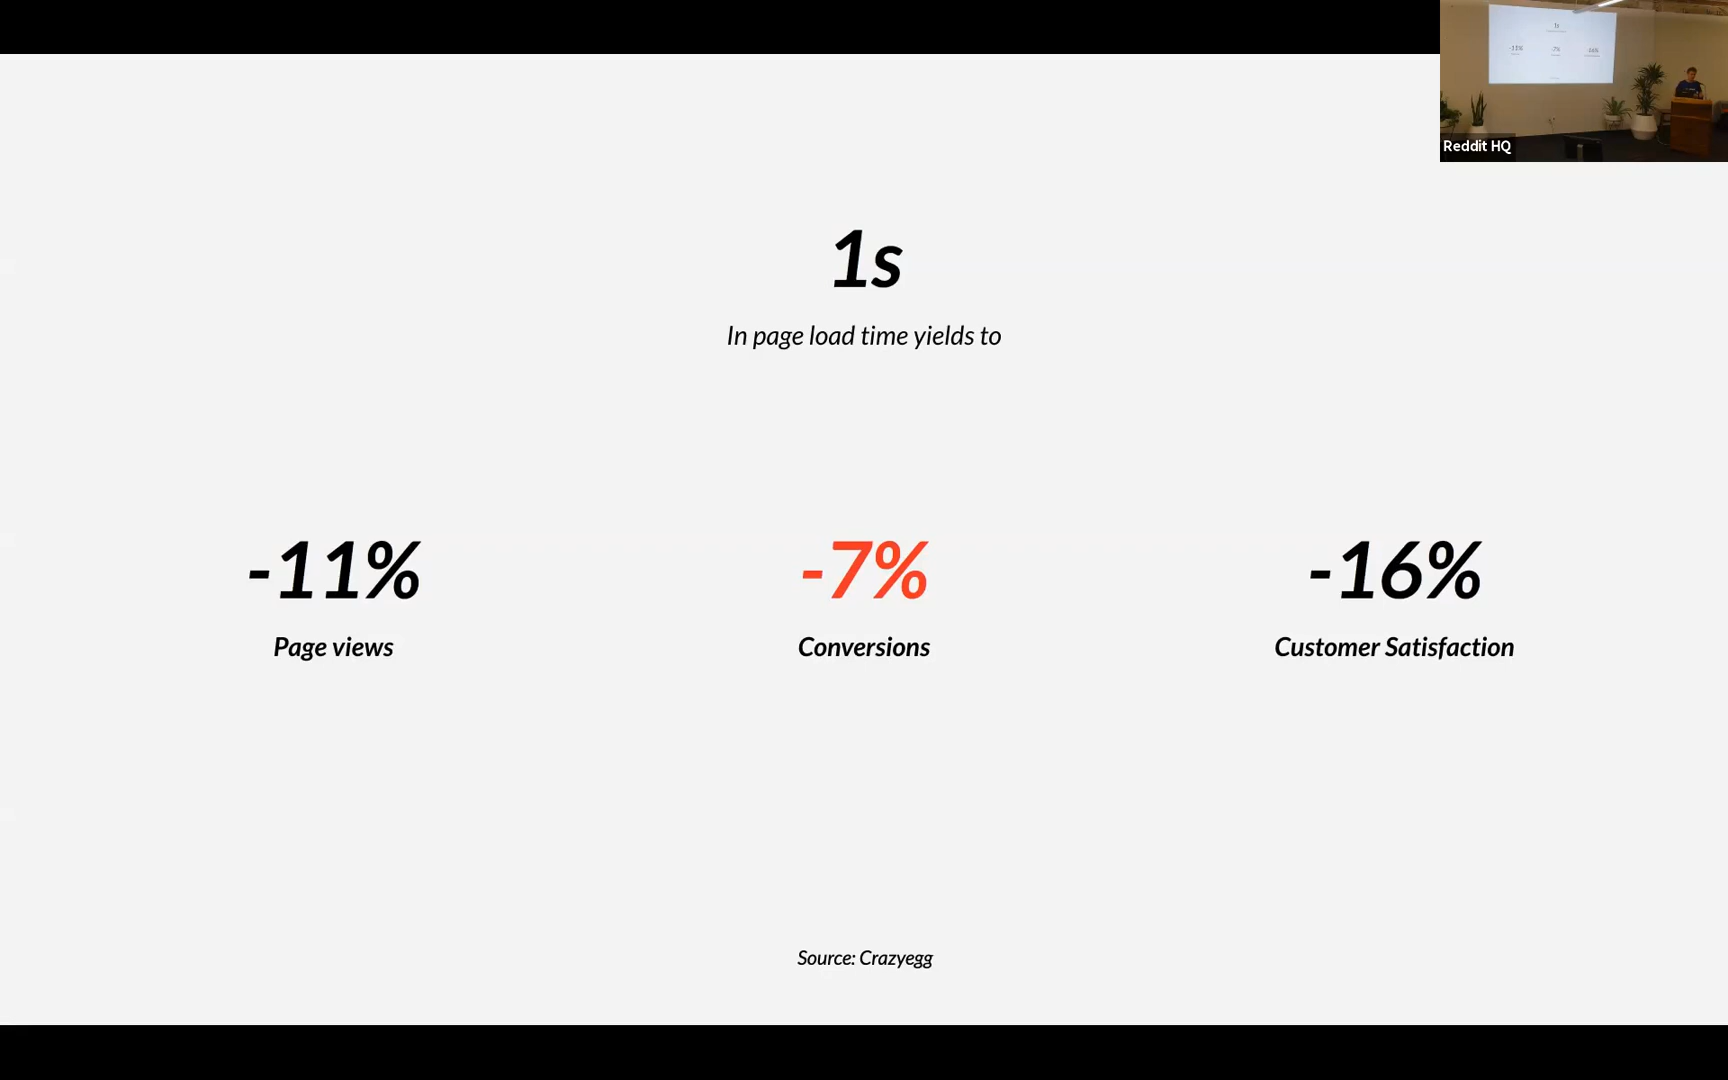 Reddit HQ
1s
In page load time yields to
-11%
-7%
-16%
Page views
Conversions
Customer Satisfaction
Source: Crazyegg